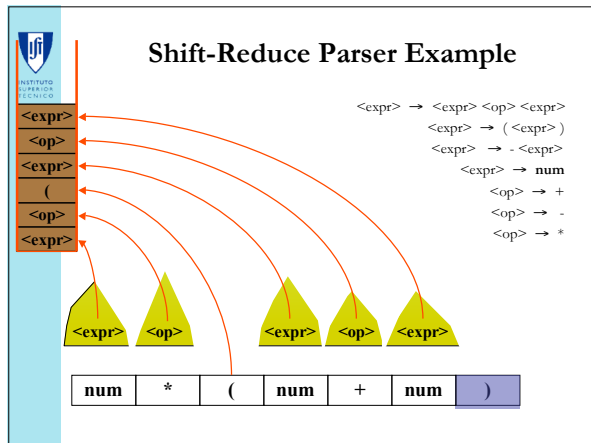 Shift-Reduce Parser Example
INSTITUTO
SUPERIOR
TÉCNICO
<expr> → <expr> <op> <expr>
<expr> → ( <expr> )
<expr> → - <expr>
<expr> → num
<op> → +
<op> → -
<op> → *
<expr>
<op>
<expr>
(
<op>
<expr>
<expr> <op> <expr> <op> <expr>
num * ( num + num )